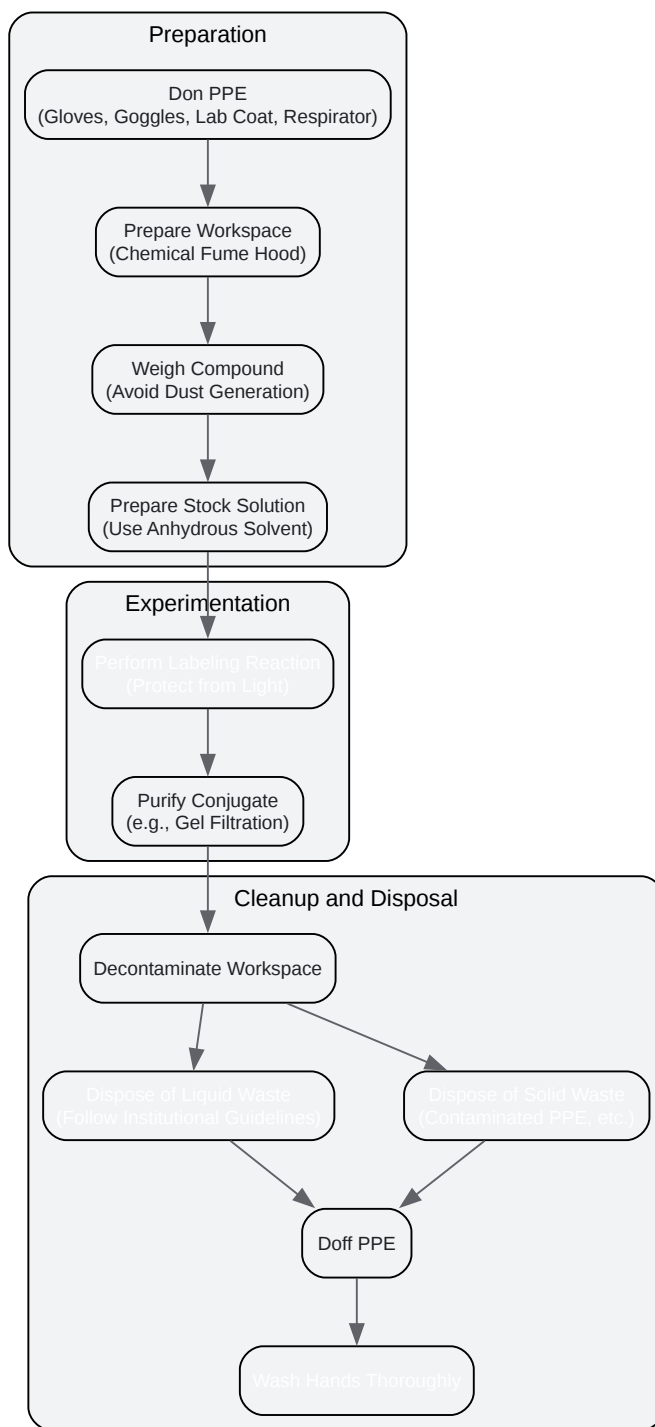 Preparation
Don PPE
(Gloves, Goggles, Lab Coat, Respirator)
Prepare Workspace
(Chemical Fume Hood)
Weigh Compound
(Avoid Dust Generation)
Prepare Stock Solution
(Use Anhydrous Solvent)
Experimentation
Perform Labeling Reaction
(Protect from Light)
Purify Conjugate
(e.g., Gel Filtration)
Cleanup and Disposal
Decontaminate Workspace
Dispose of Liquid Waste
(Follow Institutional Guidelines)
Dispose of Solid Waste
(Contaminated PPE, etc.)
Doff PPE
Wash Hands Thoroughly